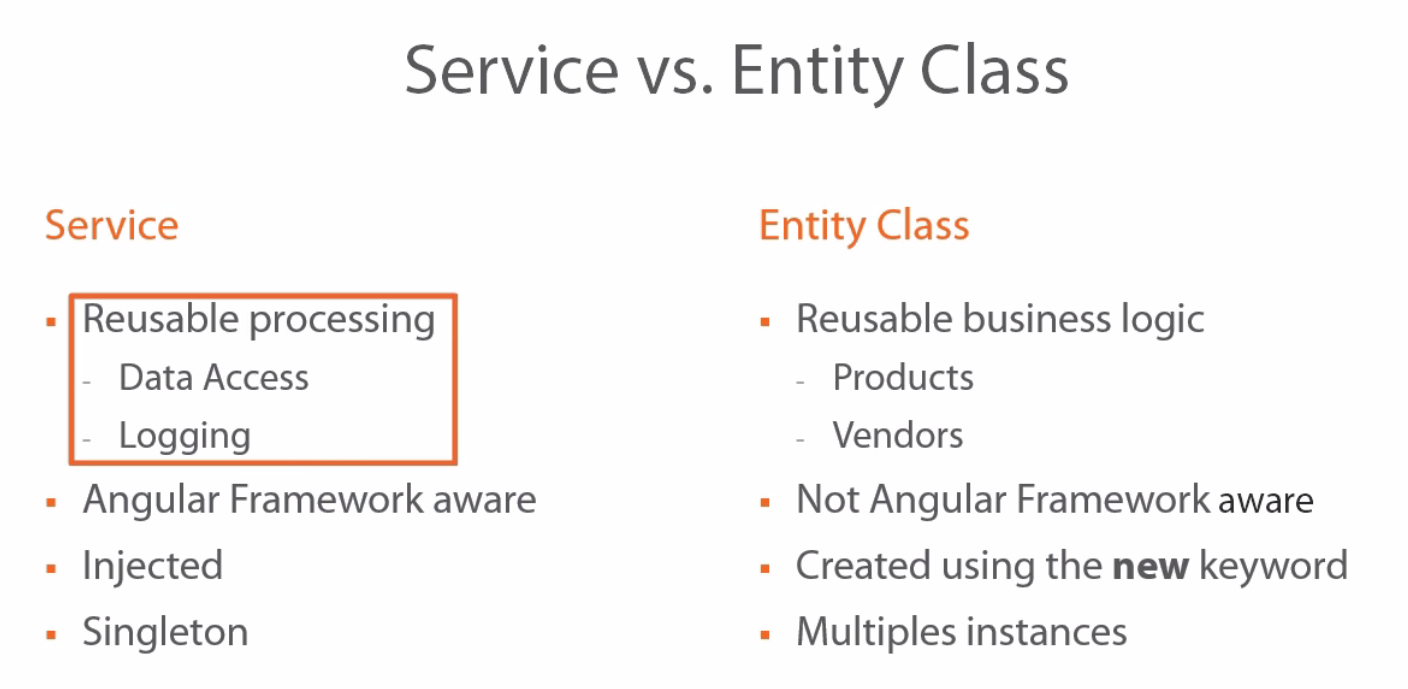 Service vs. Entity Class
Service
▪ Reusable processing
- Data Access
- Logging
▪ Angular Framework aware
▪ Injected
▪ Singleton
Entity Class
▪ Reusable business logic
- Products
- Vendors
▪ Not Angular Framework aware
▪ Created using the new keyword
▪ Multiples instances